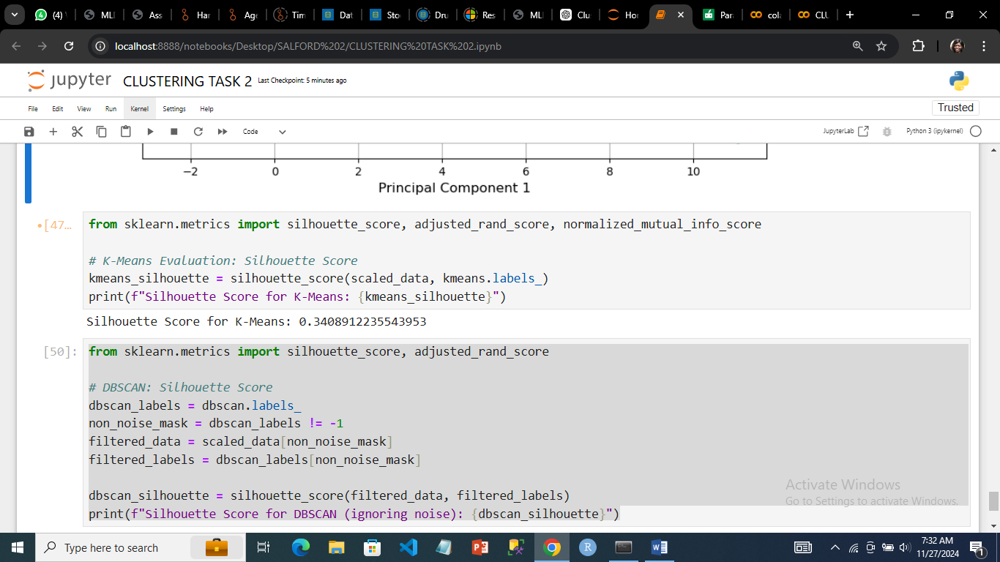 (4)
MLI
Ass
Har
Age
Tim
Dat
Sto
Dru
Res
MLI
Clu
Hor
Par
cola
CLU
localhost:8888/notebooks/Desktop/SALFORD%202/CLUSTERING%20TASK%202.ipynb
jupyter CLUSTERING TASK 2 Last Checkpoint: 5 minutes ago
File Edit View Run Kernel Settings Help
Trusted
Code
JupyterLab
Python 3 (ipykernel)
−2 0 2 4 6 8 10
Principal Component 1
•[47…
from sklearn.metrics import silhouette_score, adjusted_rand_score, normalized_mutual_info_score
# K-Means Evaluation: Silhouette Score
kmeans_silhouette = silhouette_score(scaled_data, kmeans.labels_)
print(f"Silhouette Score for K-Means: {kmeans_silhouette}")
Silhouette Score for K-Means: 0.3408912235543953
[50]:
from sklearn.metrics import silhouette_score, adjusted_rand_score
# DBSCAN: Silhouette Score
dbscan_labels = dbscan.labels_
non_noise_mask = dbscan_labels != -1
filtered_data = scaled_data[non_noise_mask]
filtered_labels = dbscan_labels[non_noise_mask]
dbscan_silhouette = silhouette_score(filtered_data, filtered_labels)
print(f"Silhouette Score for DBSCAN (ignoring noise): {dbscan_silhouette}")
Activate Windows
Go to Settings to activate Windows.
Type here to search
7:32 AM
11/27/2024
1